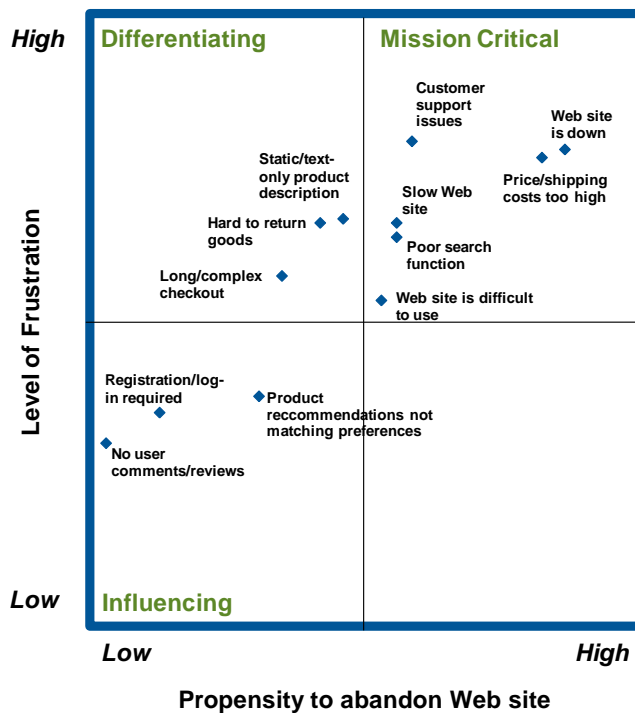 High
Differentiating
Mission Critical
Customer
support
issues
Web site
is down
Static/text-
only product
description
Price/shipping
costs too high
Slow Web
site
Hard to return
goods
Poor search
function
Long/complex
checkout
Web site is difficult
to use
Level of Frustration
Registration/log-
in required
Product
reccommendations not
matching preferences
No user
comments/reviews
Low
Influencing
Low
High
Propensity to abandon Web site